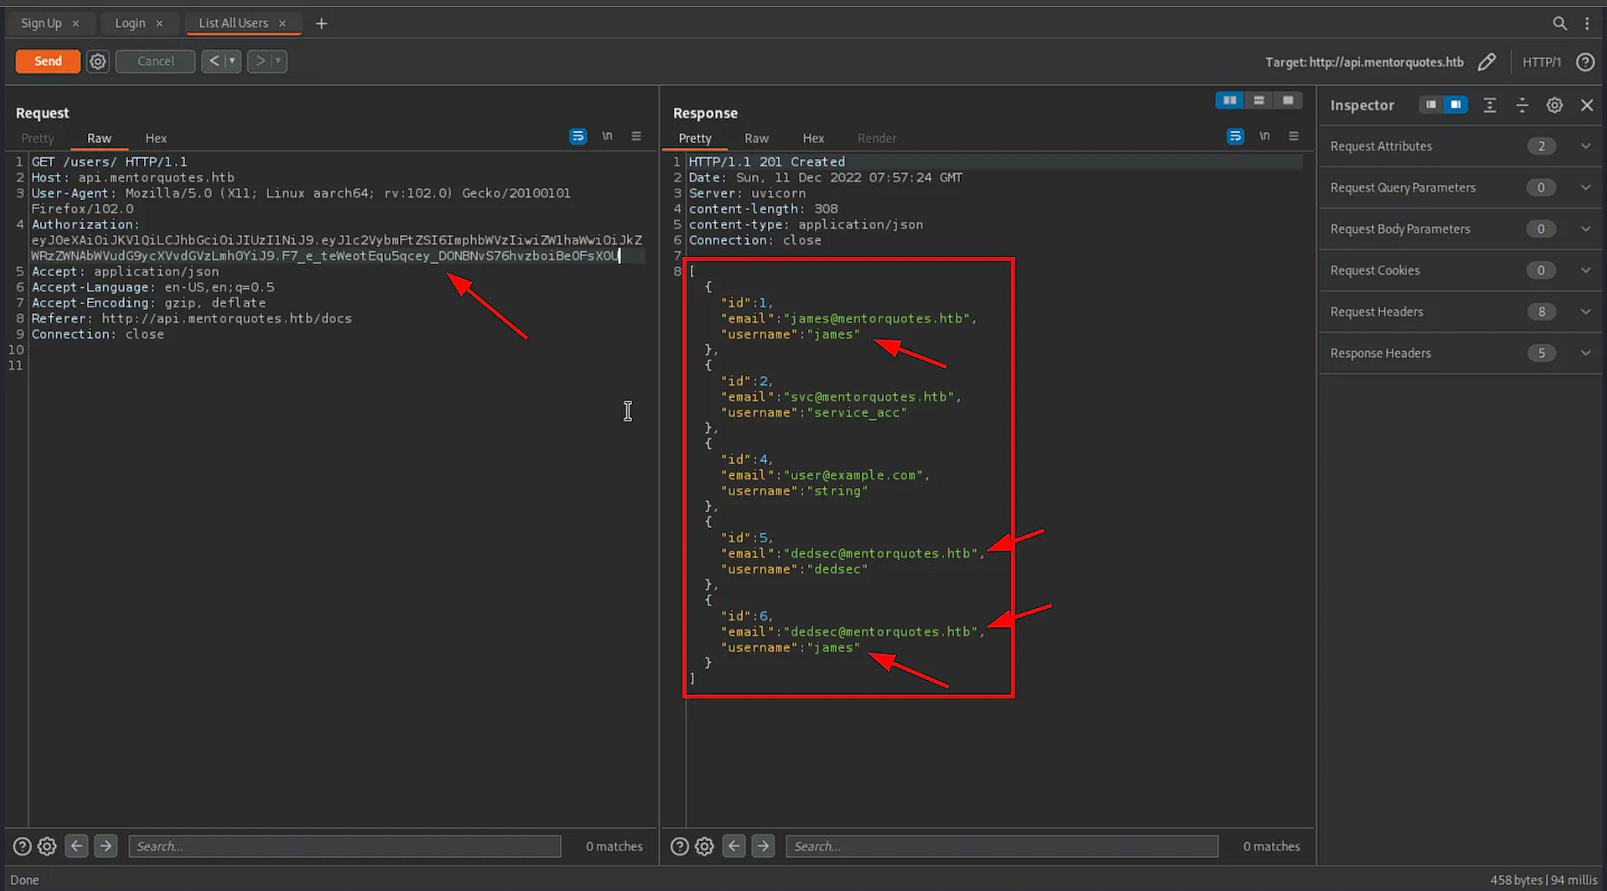 Sign Up × Login × List All Users × +
Send Cancel < > Target: http://api.mentorquotes.htb HTTP/1 ?
Request
Pretty Raw Hex \n
1 GET /users/ HTTP/1.1
2 Host: api.mentorquotes.htb
3 User-Agent: Mozilla/5.0 (X11; Linux aarch64; rv:102.0) Gecko/20100101
Firefox/102.0
4 Authorization:
eyJ0eXAiOiJKV1QiLCJhbGciOiJIUzI1NiJ9.eyJ1c2VybmFtZSI6ImphbWVzIiwiZW1haWwiOiJkZ
WRzZWNAbWVudG9ycXVvdGVzLmh0YiJ9.F7_e_teWeotEqu5qcey_DONBNvS76hvzboiBeOFsXOU
5 Accept: application/json
6 Accept-Language: en-US,en;q=0.5
7 Accept-Encoding: gzip, deflate
8 Referer: http://api.mentorquotes.htb/docs
9 Connection: close
10
11
Response
Pretty Raw Hex Render \n
1 HTTP/1.1 201 Created
2 Date: Sun, 11 Dec 2022 07:57:24 GMT
3 Server: uvicorn
4 content-length: 308
5 content-type: application/json
6 Connection: close
7
8 [
{
"id":1,
"email":"james@mentorquotes.htb",
"username":"james"
},
{
"id":2,
"email":"svc@mentorquotes.htb",
"username":"service_acc"
},
{
"id":4,
"email":"user@example.com",
"username":"string"
},
{
"id":5,
"email":"dedsec@mentorquotes.htb",
"username":"dedsec"
},
{
"id":6,
"email":"dedsec@mentorquotes.htb",
"username":"james"
}
]
Inspector
Request Attributes 2
Request Query Parameters 0
Request Body Parameters 0
Request Cookies 0
Request Headers 8
Response Headers 5
? Search... 0 matches
? Search... 0 matches
Done
458 bytes | 94 millis